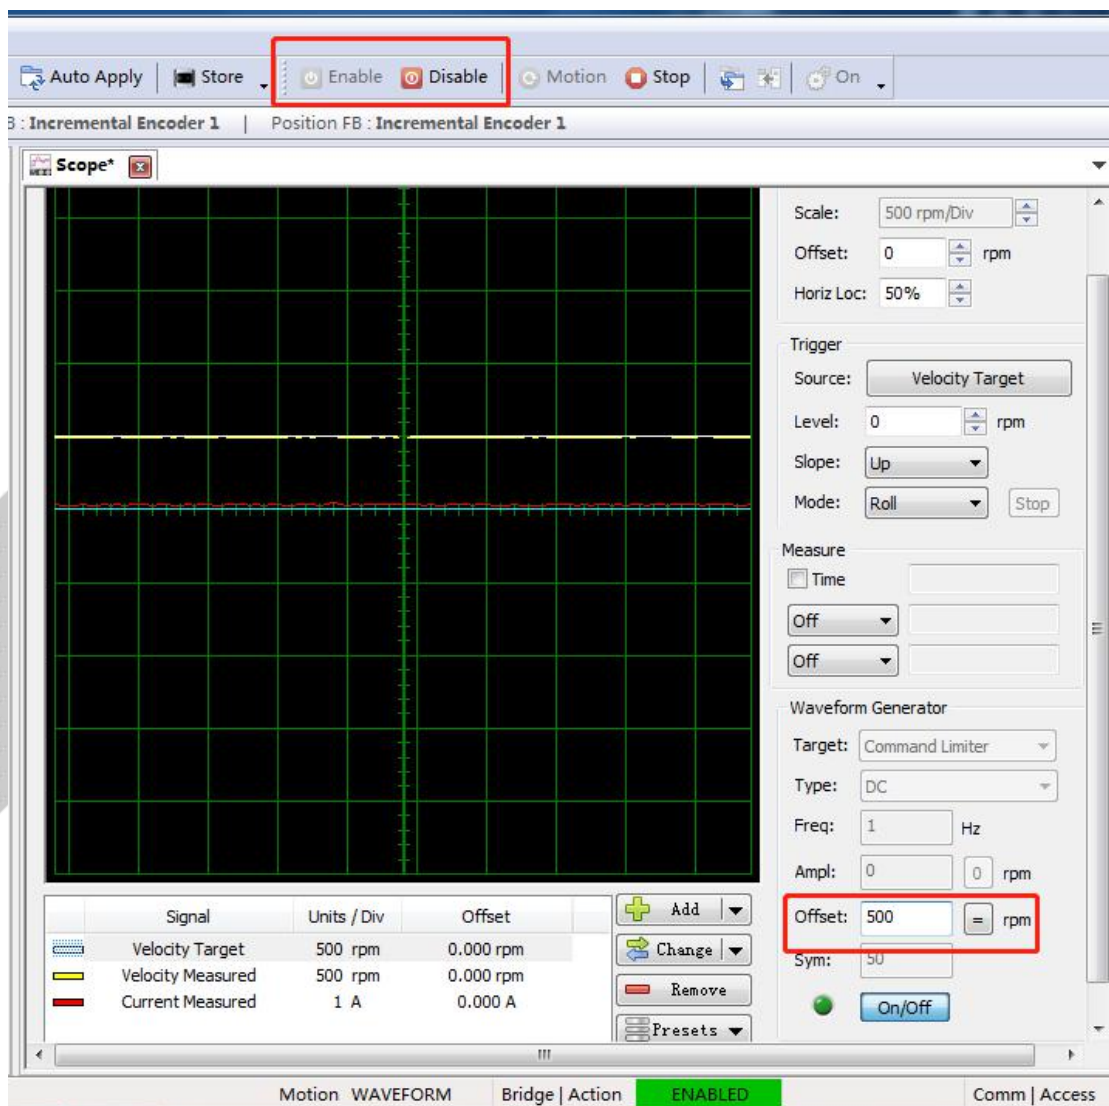 Auto Apply Store Enable Disable Motion Stop On
B : Incremental Encoder 1 | Position FB : Incremental Encoder 1
Scope*
Scale: 500 rpm/Div
Offset: 0 rpm
Horiz Loc: 50%
Trigger
Source: Velocity Target
Level: 0 rpm
Slope: Up
Mode: Roll Stop
Measure
Time
Off
Off
Waveform Generator
Target: Command Limiter
Type: DC
Freq: 1 Hz
Ampl: 0 0 rpm
Offset: 500 = rpm
Sym: 50
On/Off
Signal Units / Div Offset
Velocity Target 500 rpm 0.000 rpm
Velocity Measured 500 rpm 0.000 rpm
Current Measured 1 A 0.000 A
Add
Change
Remove
Presets
Motion WAVEFORM Bridge | Action ENABLED Comm | Access